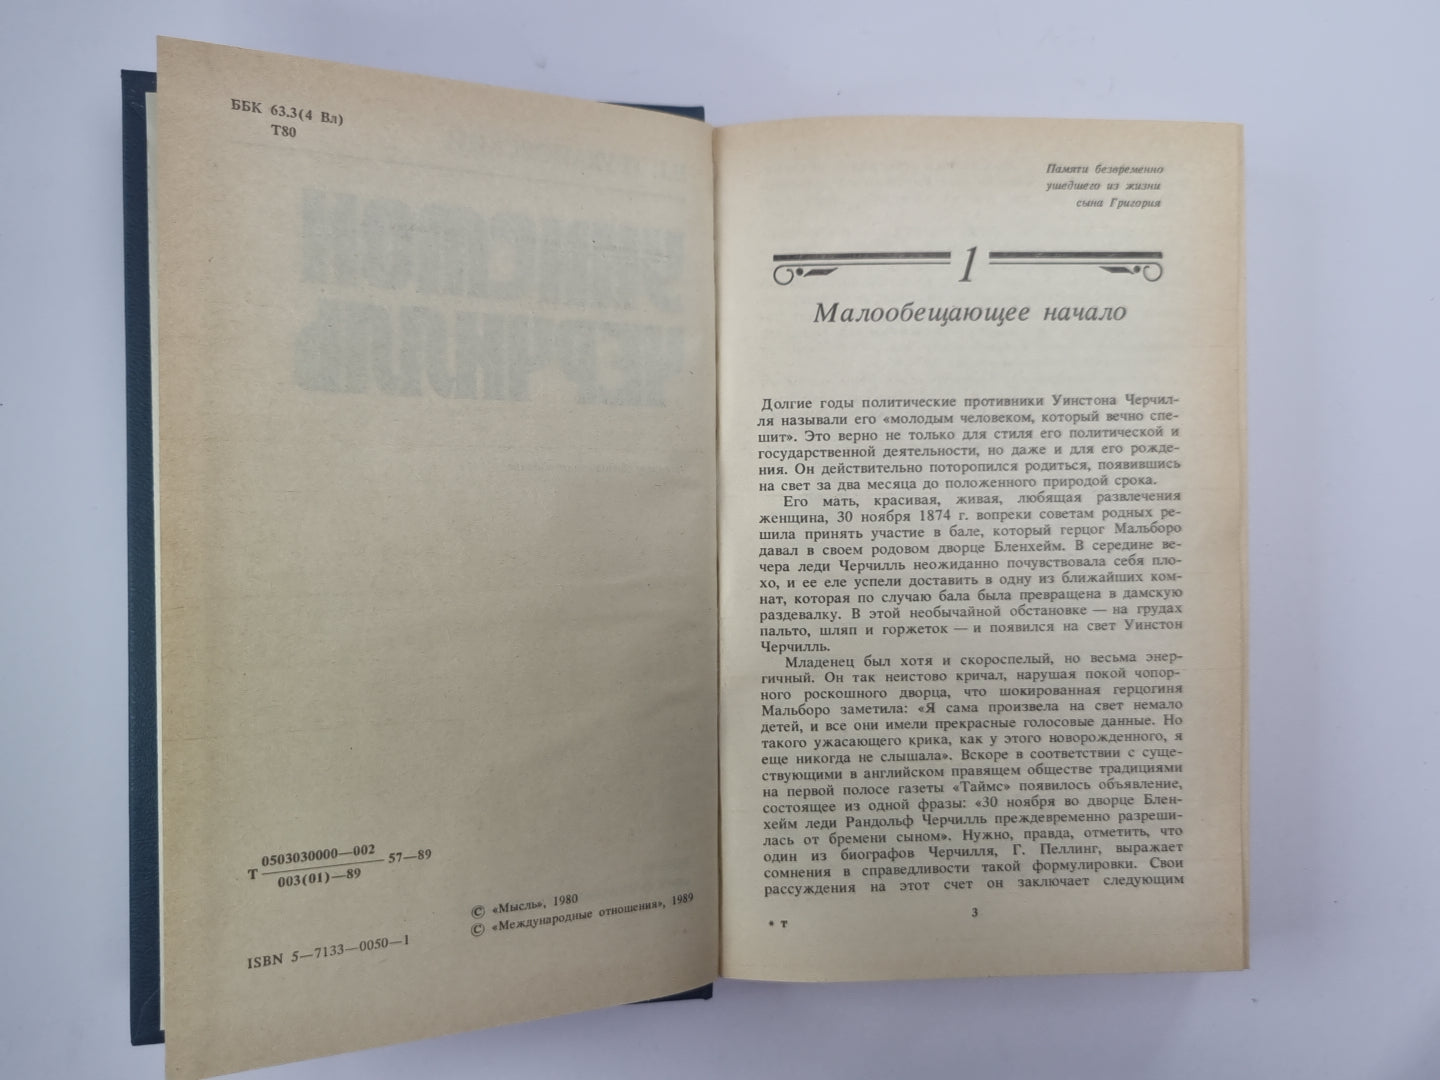 ББК 63.3(4 Вл)
Т80
Т 0503030000—002
003(01)—89
57—89
© «Мысль», 1980
© «Международные отношения», 1989
ISBN 5—7133—0050—1
Памяти безвременно
ушедшего из жизни
сына Григория
1
Малообещающее начало
Долгие годы политические противники Уинстона Черчил-
ля называли его «молодым человеком, который вечно спе-
шит». Это верно не только для стиля его политической и
государственной деятельности, но даже и для его рожде-
ния. Он действительно поторопился родиться, появившись
на свет за два месяца до положенного природой срока.
Его мать, красивая, живая, любящая развлечения
женщина, 30 ноября 1874 г. вопреки советам родных ре-
шила принять участие в бале, который герцог Мальборо
давал в своем родовом дворце Бленхейм. В середине ве-
чера леди Черчилль неожиданно почувствовала себя пло-
хо, и ее еле успели доставить в одну из ближайших ком-
нат, которая по случаю бала была превращена в дамскую
раздевалку. В этой необычайной обстановке — на грудах
пальто, шляп и горжеток — и появился на свет Уинстон
Черчилль.
Младенец был хотя и скороспелый, но весьма энер-
гичный. Он так неистово кричал, нарушая покой чопор-
ного роскошного дворца, что шокированная герцогиня
Мальборо заметила: «Я сама произвела на свет немало
детей, и все они имели прекрасные голосовые данные. Но
такого ужасающего крика, как у этого новорожденного, я
еще никогда не слышала». Вскоре в соответствии с суще-
ствующими в английском правящем обществе традициями
на первой полосе газеты «Таймс» появилось объявление,
состоящее из одной фразы: «30 ноября во дворце Блен-
хейм леди Рандольф Черчилль преждевременно разреши-
лась от бремени сыном». Нужно, правда, отметить, что
один из биографов Черчилля, Г. Пеллинг, выражает
сомнения в справедливости такой формулировки. Свои
рассуждения на этот счет он заключает следующим
* т
3